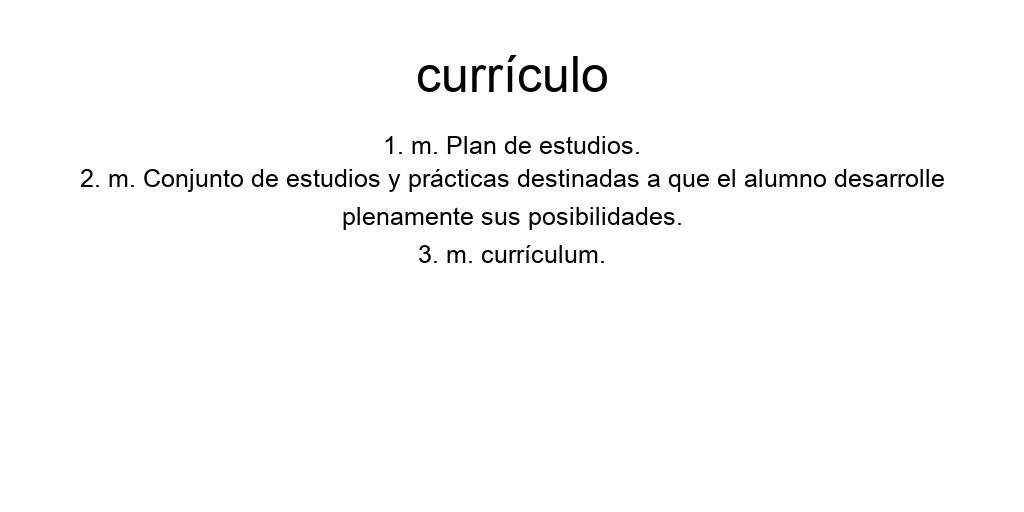 currículo
1. m. Plan de estudios.
2. m. Conjunto de estudios y prácticas destinadas a que el alumno desarrolle
plenamente sus posibilidades.
3. m. currículum.